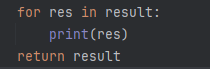 for res in result:
    print(res)
return result